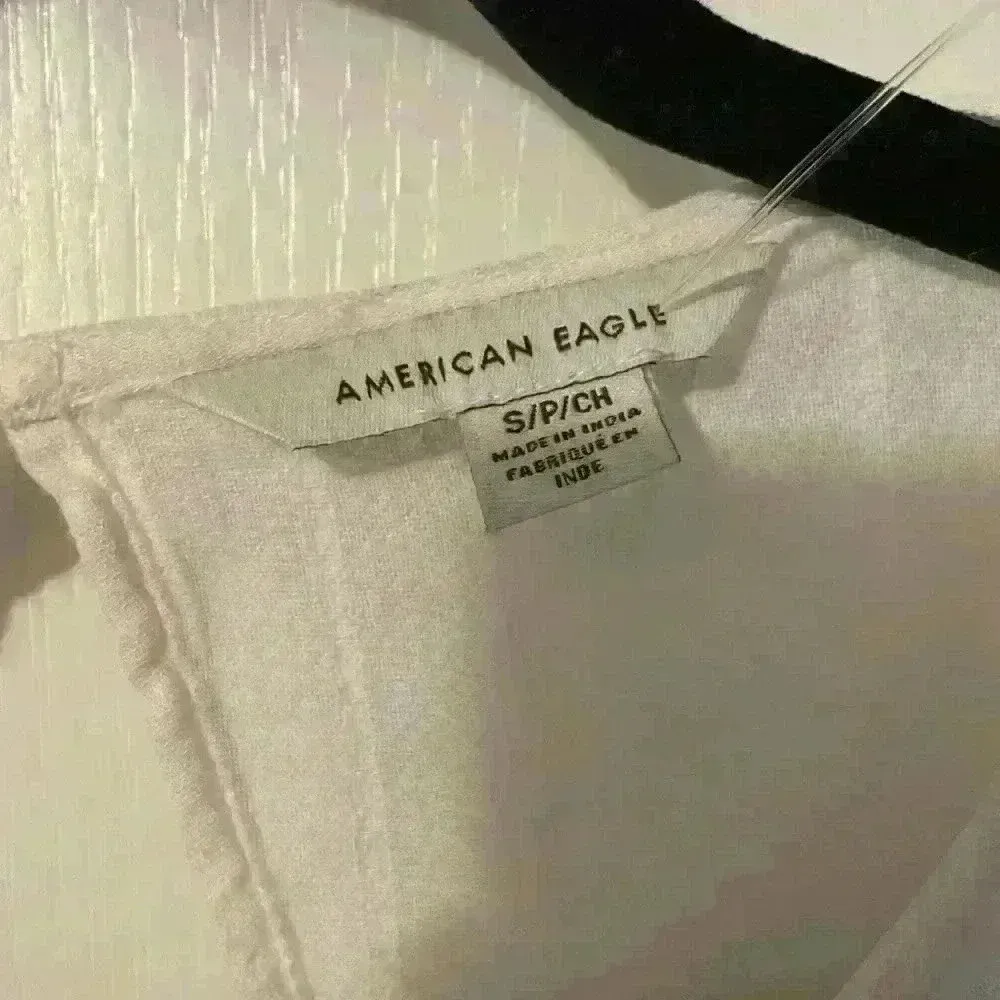 AMERICAN EAGLE
S/P/CH
MADE IN INDIA
FABRIQUÉ EN
INDE